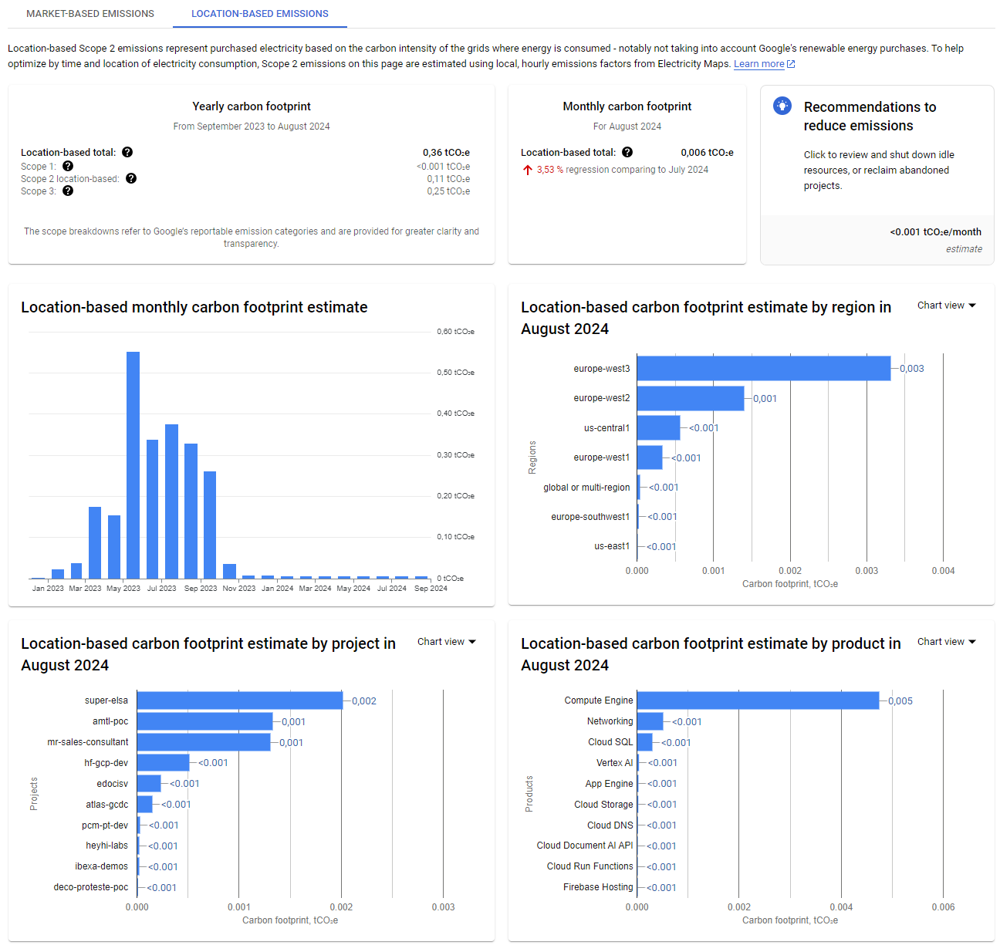 MARKET-BASED EMISSIONS
LOCATION-BASED EMISSIONS
Location-based Scope 2 emissions represent purchased electricity based on the carbon intensity of the grids where energy is consumed - notably not taking into account Google's renewable energy purchases. To help
optimize by time and location of electricity consumption, Scope 2 emissions on this page are estimated using local, hourly emissions factors from Electricity Maps. Learn more
Yearly carbon footprint
From September 2023 to August 2024
Location-based total: ? 0,36 tCO₂e
Scope 1: ? <0.001 tCO₂e
Scope 2 location-based: ? 0,11 tCO₂e
Scope 3: ? 0,25 tCO₂e
The scope breakdowns refer to Google's reportable emission categories and are provided for greater clarity and
transparency.
Monthly carbon footprint
For August 2024
Location-based total: ? 0,006 tCO₂e
3,53 % regression comparing to July 2024
Recommendations to
reduce emissions
Click to review and shut down idle
resources, or reclaim abandoned
projects.
<0.001 tCO₂e/month
estimate
Location-based monthly carbon footprint estimate
0,60 tCO₂e
0,50 tCO₂e
0,40 tCO₂e
0,30 tCO₂e
0,20 tCO₂e
0,10 tCO₂e
0 tCO₂e
Jan 2023 Mar 2023 May 2023 Jul 2023 Sep 2023 Nov 2023 Jan 2024 Mar 2024 May 2024 Jul 2024 Sep 2024
Location-based carbon footprint estimate by region in
August 2024
Chart view
Regions
europe-west3 0,003
europe-west2 0,001
us-central1 <0.001
europe-west1 <0.001
global or multi-region <0.001
europe-southwest1 <0.001
us-east1 <0.001
0.000 0.001 0.002 0.003 0.004
Carbon footprint, tCO₂e
Location-based carbon footprint estimate by project in
August 2024
Chart view
Projects
super-elsa 0,002
amtl-poc 0,001
mr-sales-consultant 0,001
hf-gcp-dev <0.001
edocisv <0.001
atlas-gcdc <0.001
pcm-pt-dev <0.001
heyhi-labs <0.001
ibexa-demos <0.001
deco-proteste-poc <0.001
0.000 0.001 0.002 0.003
Carbon footprint, tCO₂e
Location-based carbon footprint estimate by product in
August 2024
Chart view
Products
Compute Engine 0,005
Networking <0.001
Cloud SQL <0.001
Vertex AI <0.001
App Engine <0.001
Cloud Storage <0.001
Cloud DNS <0.001
Cloud Document AI API <0.001
Cloud Run Functions <0.001
Firebase Hosting <0.001
0.000 0.002 0.004 0.006
Carbon footprint, tCO₂e